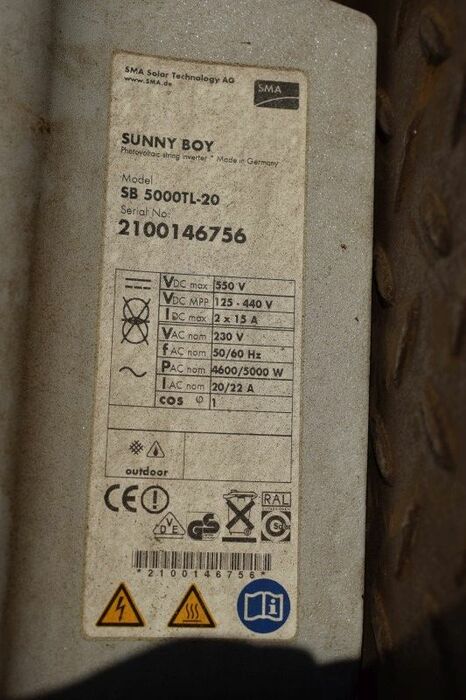 SMA Solar Technology AG
www.SMA.de
SMA
SUNNY BOY
Photovoltaic string inverter * Made in Germany
Model
SB 5000TL-20
Serial No:
2100146756
VDC max 550 V
VDC MPP 125 - 440 V
IDC max 2 x 15 A
VAC nom 230 V
fAC nom 50/60 Hz
PAC nom 4600/5000 W
IAC nom 20/22 A
cos φ 1
outdoor
CE
RAL
VDE GS
*2100146756*